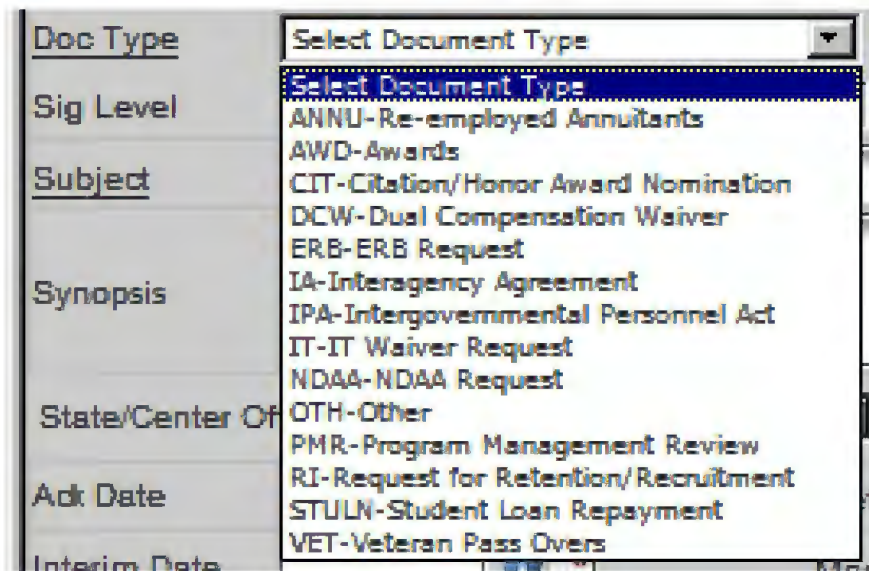 Doc Type
Select Document Type
Select Document Type
Sig Level
ANNU-Re-employed Annuitants
AWD-Awards
Subject
CIT-Citation/Honor Award Nomination
DCW-Dual Compensation Waiver
ERB-ERB Request
Synopsis
IA-Interagency Agreement
IPA-Intergovernmental Personnel Act
IT-IT Waiver Request
NDAA-NDAA Request
State/Center Of
OTH-Other
PMR-Program Management Review
Ack Date
RI-Request for Retention/Recruitment
STULN-Student Loan Repayment
VET-Veteran Pass Overs
Interim Date